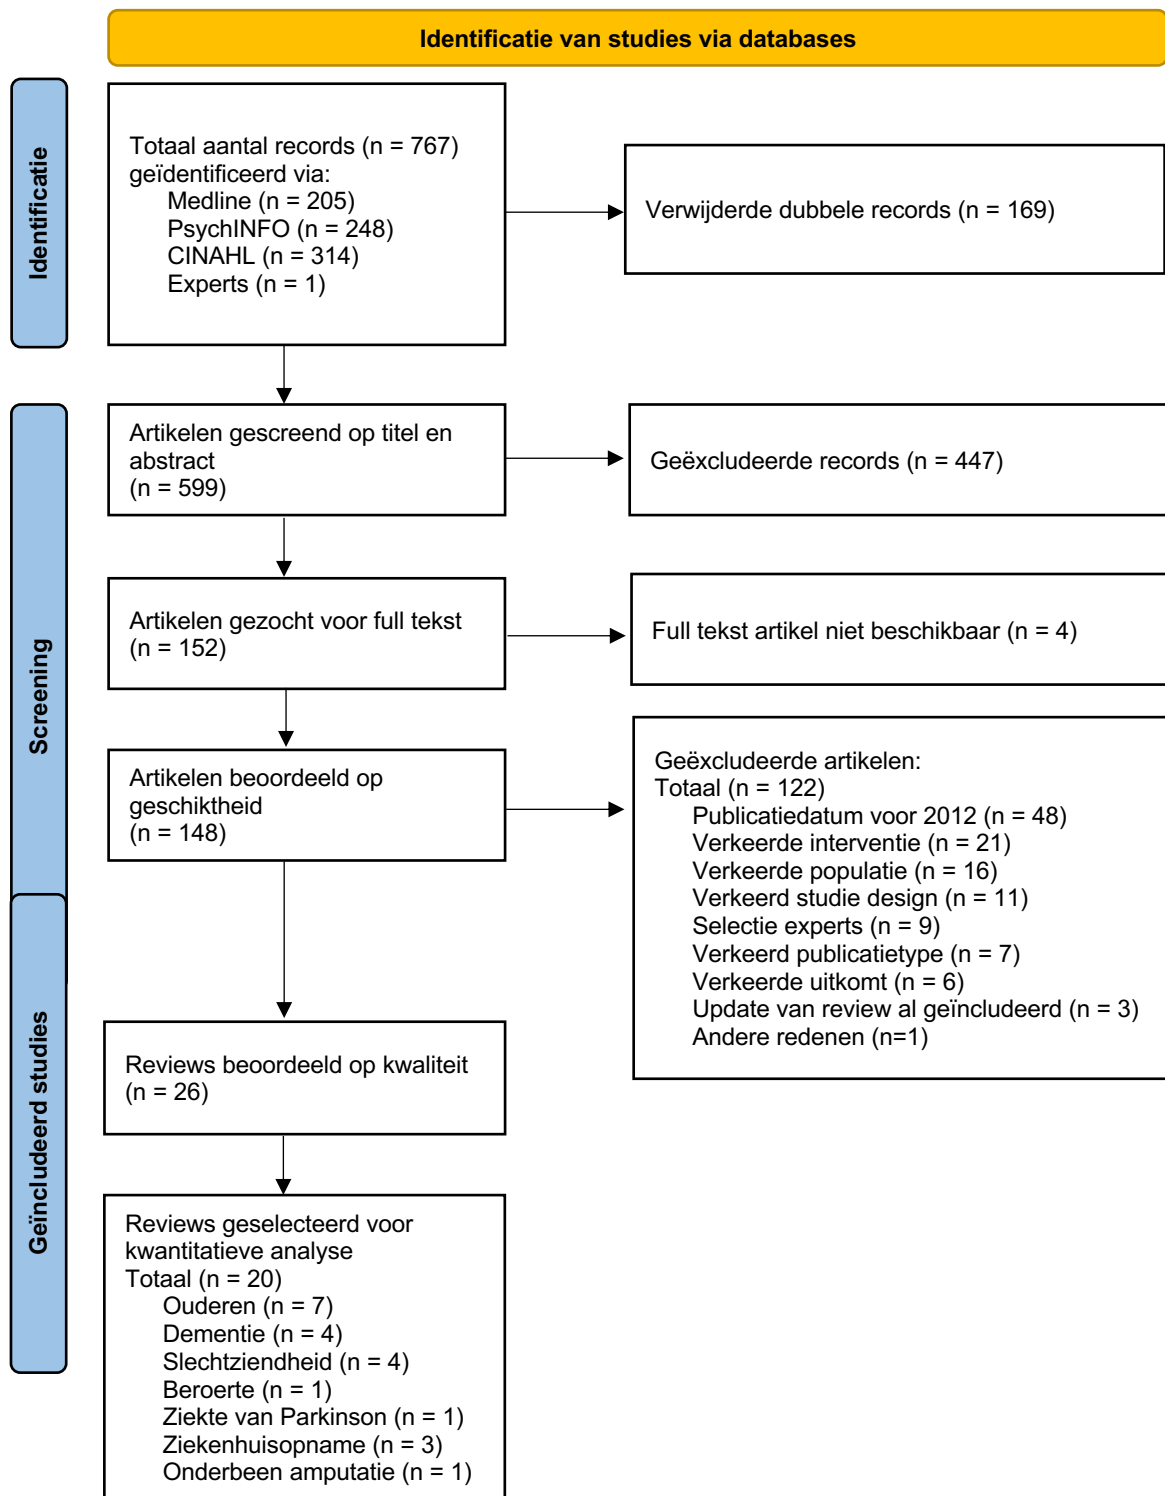 Identificatie van studies via databases
Identificatie
Totaal aantal records (n = 767)
geïdentificeerd via:
Medline (n = 205)
PsychINFO (n = 248)
CINAHL (n = 314)
Experts (n = 1)
Verwijderde dubbele records (n = 169)
Screening
Artikelen gescreend op titel en
abstract
(n = 599)
Geëxcludeerde records (n = 447)
Artikelen gezocht voor full tekst
(n = 152)
Full tekst artikel niet beschikbaar (n = 4)
Artikelen beoordeeld op
geschiktheid
(n = 148)
Geëxcludeerde artikelen:
Totaal (n = 122)
Publicatiedatum voor 2012 (n = 48)
Verkeerde interventie (n = 21)
Verkeerde populatie (n = 16)
Verkeerd studie design (n = 11)
Selectie experts (n = 9)
Verkeerd publicatietype (n = 7)
Verkeerde uitkomt (n = 6)
Update van review al geïncludeerd (n = 3)
Andere redenen (n=1)
Geïncludeerd studies
Reviews beoordeeld op kwaliteit
(n = 26)
Reviews geselecteerd voor
kwantitatieve analyse
Totaal (n = 20)
Ouderen (n = 7)
Dementie (n = 4)
Slechtziendheid (n = 4)
Beroerte (n = 1)
Ziekte van Parkinson (n = 1)
Ziekenhuisopname (n = 3)
Onderbeen amputatie (n = 1)